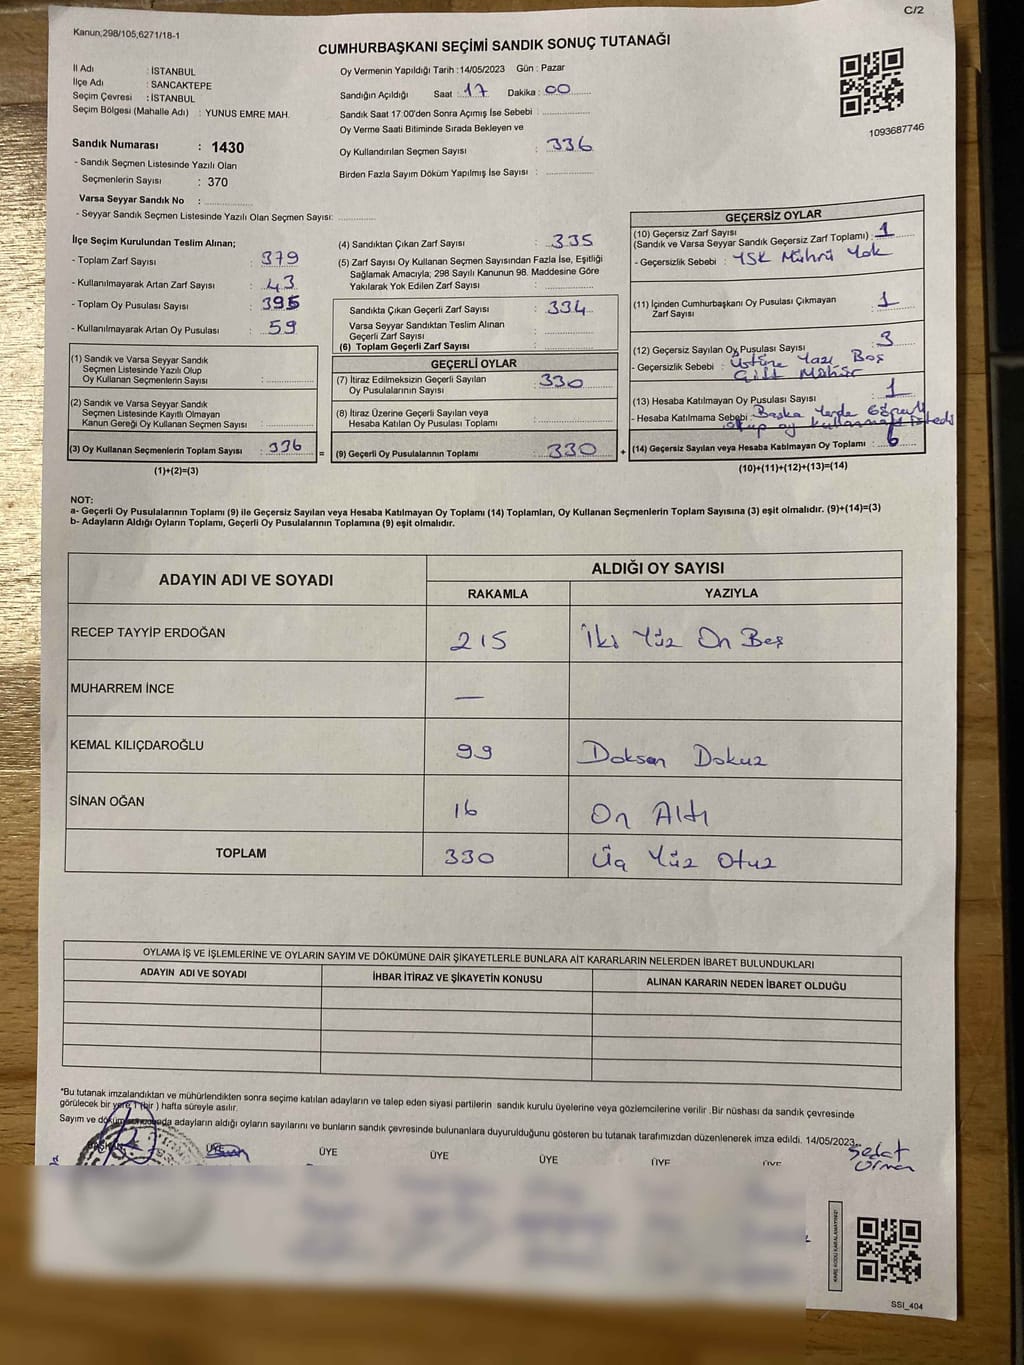 C/2
Kanun;298/105;6271/18-1
CUMHURBAŞKANI SEÇİMİ SANDIK SONUÇ TUTANAĞI
İl Adı : İSTANBUL
İlçe Adı : SANCAKTEPE
Seçim Çevresi : İSTANBUL
Seçim Bölgesi (Mahalle Adı) : YUNUS EMRE MAH.
Sandık Numarası : 1430
- Sandık Seçmen Listesinde Yazılı Olan
Seçmenlerin Sayısı : 370
Varsa Seyyar Sandık No :
- Seyyar Sandık Seçmen Listesinde Yazılı Olan Seçmen Sayısı:
Oy Vermenin Yapıldığı Tarih :14/05/2023 Gün : Pazar
Sandığın Açıldığı Saat : 17 Dakika : 00
Sandık Saat 17:00'den Sonra Açımış İse Sebebi :
Oy Verme Saati Bitiminde Sırada Bekleyen ve
Oy Kullandırılan Seçmen Sayısı : 336
Birden Fazla Sayım Döküm Yapılmış İse Sayısı :
1093687746
İlçe Seçim Kurulundan Teslim Alınan;
- Toplam Zarf Sayısı : 379
- Kullanılmayarak Artan Zarf Sayısı : 43
- Toplam Oy Pusulası Sayısı : 395
- Kullanılmayarak Artan Oy Pusulası : 59
(1) Sandık ve Varsa Seyyar Sandık
Seçmen Listesinde Yazılı Olup
Oy Kullanan Seçmenlerin Sayısı :
(2) Sandık ve Varsa Seyyar Sandık
Seçmen Listesinde Kayıtlı Olmayan
Kanun Gereği Oy Kullanan Seçmen Sayısı :
(3) Oy Kullanan Seçmenlerin Toplam Sayısı : 336 =
(1)+(2)=(3)
(4) Sandıktan Çıkan Zarf Sayısı : 335
(5) Zarf Sayısı Oy Kullanan Seçmen Sayısından Fazla İse, Eşitliği
Sağlamak Amacıyla; 298 Sayılı Kanunun 98. Maddesine Göre
Yakılarak Yok Edilen Zarf Sayısı :
Sandıkta Çıkan Geçerli Zarf Sayısı : 334
Varsa Seyyar Sandıktan Teslim Alınan
Geçerli Zarf Sayısı :
(6) Toplam Geçerli Zarf Sayısı :
GEÇERLİ OYLAR
(7) İtiraz Edilmeksizin Geçerli Sayılan : 330
Oy Pusulalarının Sayısı
(8) İtiraz Üzerine Geçerli Sayılan veya
Hesaba Katılan Oy Pusulası Toplamı :
(9) Geçerli Oy Pusulalarının Toplamı : 330 +
GEÇERSİZ OYLAR
(10) Geçersiz Zarf Sayısı
(Sandık ve Varsa Seyyar Sandık Geçersiz Zarf Toplamı) : 1
- Geçersizlik Sebebi : YSK Mührü Yok
(11) İçinden Cumhurbaşkanı Oy Pusulası Çıkmayan
Zarf Sayısı : 1
(12) Geçersiz Sayılan Oy Pusulası Sayısı : 3
- Geçersizlik Sebebi : Üstüne Yazı Boş
Çift Mühür
(13) Hesaba Katılmayan Oy Pusulası Sayısı : 1
- Hesaba Katılmama Sebebi : Başka Yerde Görevli
olup oy kullanmak istedi
(14) Geçersiz Sayılan veya Hesaba Katılmayan Oy Toplamı : 6
(10)+(11)+(12)+(13)=(14)
NOT:
a- Geçerli Oy Pusulalarının Toplamı (9) ile Geçersiz Sayılan veya Hesaba Katılmayan Oy Toplamı (14) Toplamları, Oy Kullanan Seçmenlerin Toplam Sayısına (3) eşit olmalıdır. (9)+(14)=(3)
b- Adayların Aldığı Oyların Toplamı, Geçerli Oy Pusulalarının Toplamına (9) eşit olmalıdır.
ADAYIN ADI VE SOYADI
ALDIĞI OY SAYISI
RAKAMLA YAZIYLA
RECEP TAYYİP ERDOĞAN 215 İki Yüz On Beş
MUHARREM İNCE —
KEMAL KILIÇDAROĞLU 99 Doksan Dokuz
SİNAN OĞAN 16 On Altı
TOPLAM 330 Üç Yüz Otuz
OYLAMA İŞ VE İŞLEMLERİNE VE OYLARIN SAYIM VE DÖKÜMÜNE DAİR ŞİKAYETLERLE BUNLARA AİT KARARLARIN NELERDEN İBARET BULUNDUKLARI
ADAYIN ADI VE SOYADI İHBAR İTİRAZ VE ŞİKAYETİN KONUSU ALINAN KARARIN NEDEN İBARET OLDUĞU
*Bu tutanak imzalandıktan ve mühürlendikten sonra seçime katılan adayların ve talep eden siyasi partilerin sandık kurulu üyelerine veya gözlemcilerine verilir .Bir nüshası da sandık çevresinde
görülecek bir yere 1 (bir ) hafta süreyle asılır.
Sayım ve döküm sonucunda adayların aldığı oyların sayılarını ve bunların sandık çevresinde bulunanlara duyurulduğunu gösteren bu tutanak tarafımızdan düzenlenerek imza edildi. 14/05/2023
ÜYE ÜYE ÜYE ÜYE ÜYE ÜYE
Sedat
Orman
KARE KODU KARALAMAYINIZ!
SSI_404